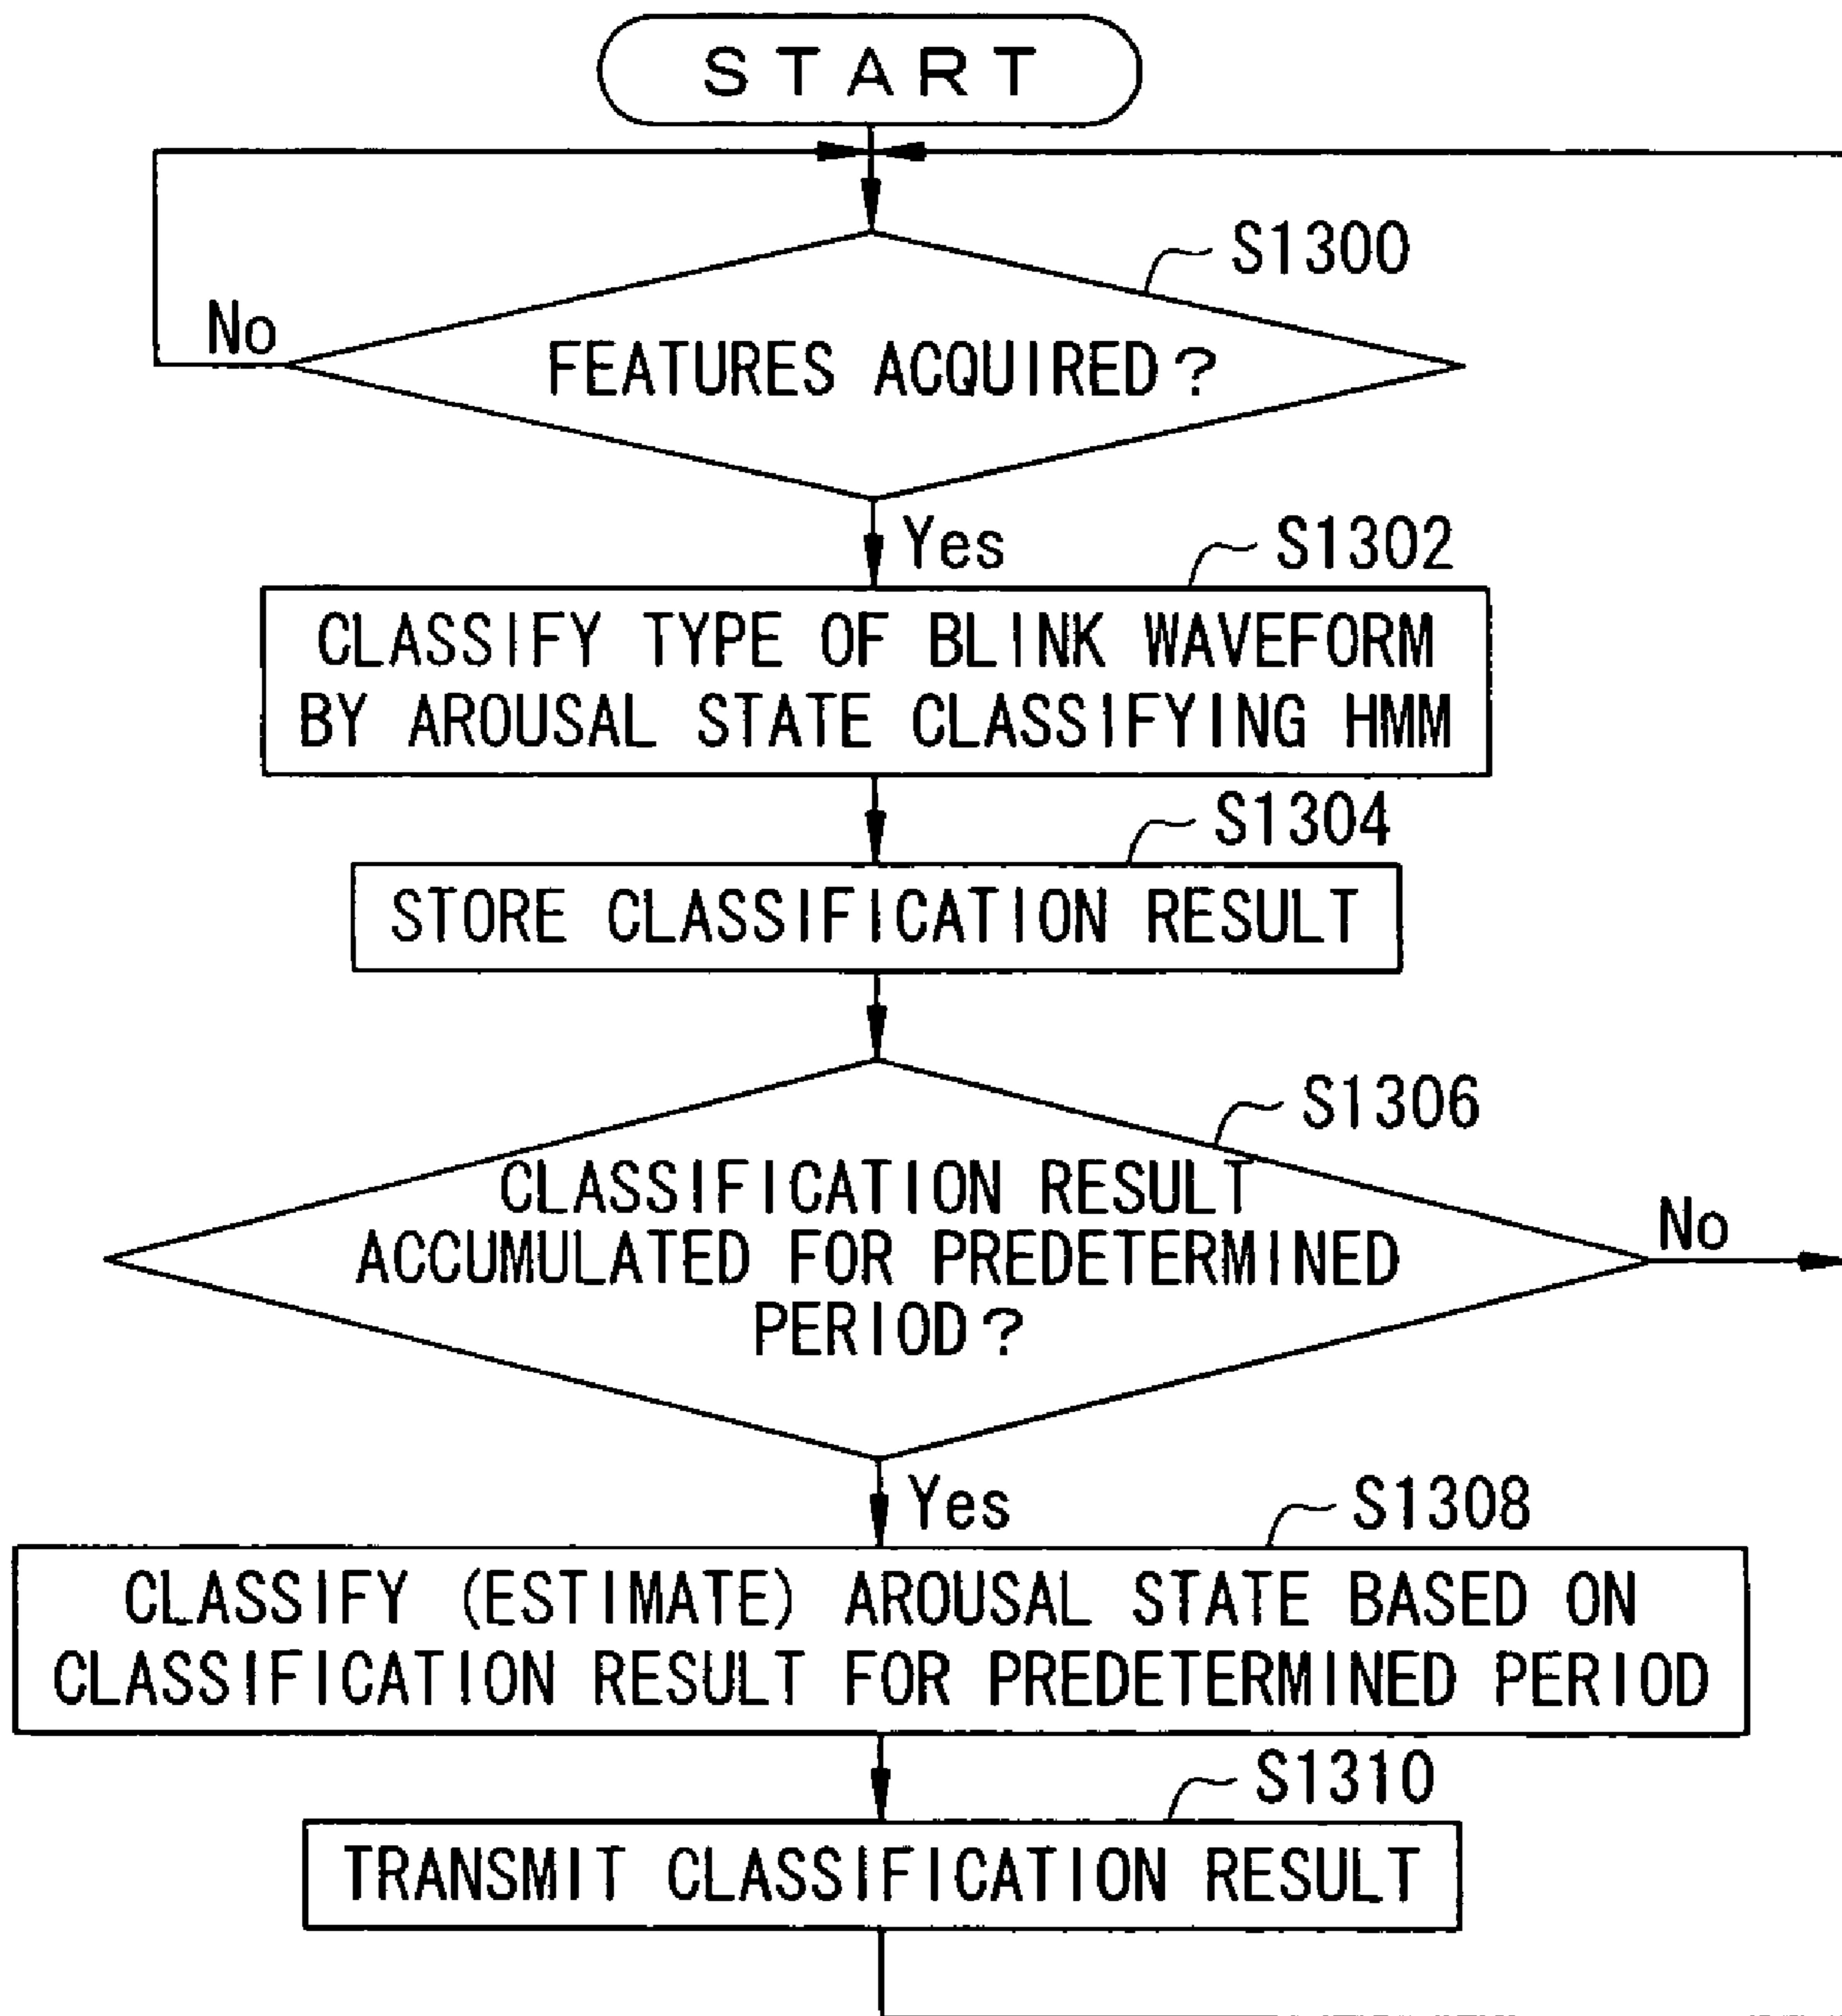 START
S1300
No
FEATURES ACQUIRED?
Yes
S1302
CLASSIFY TYPE OF BLINK WAVEFORM
BY AROUSAL STATE CLASSIFYING HMM
S1304
STORE CLASSIFICATION RESULT
S1306
CLASSIFICATION RESULT
ACCUMULATED FOR PREDETERMINED
PERIOD?
No
Yes
S1308
CLASSIFY (ESTIMATE) AROUSAL STATE BASED ON
CLASSIFICATION RESULT FOR PREDETERMINED PERIOD
S1310
TRANSMIT CLASSIFICATION RESULT